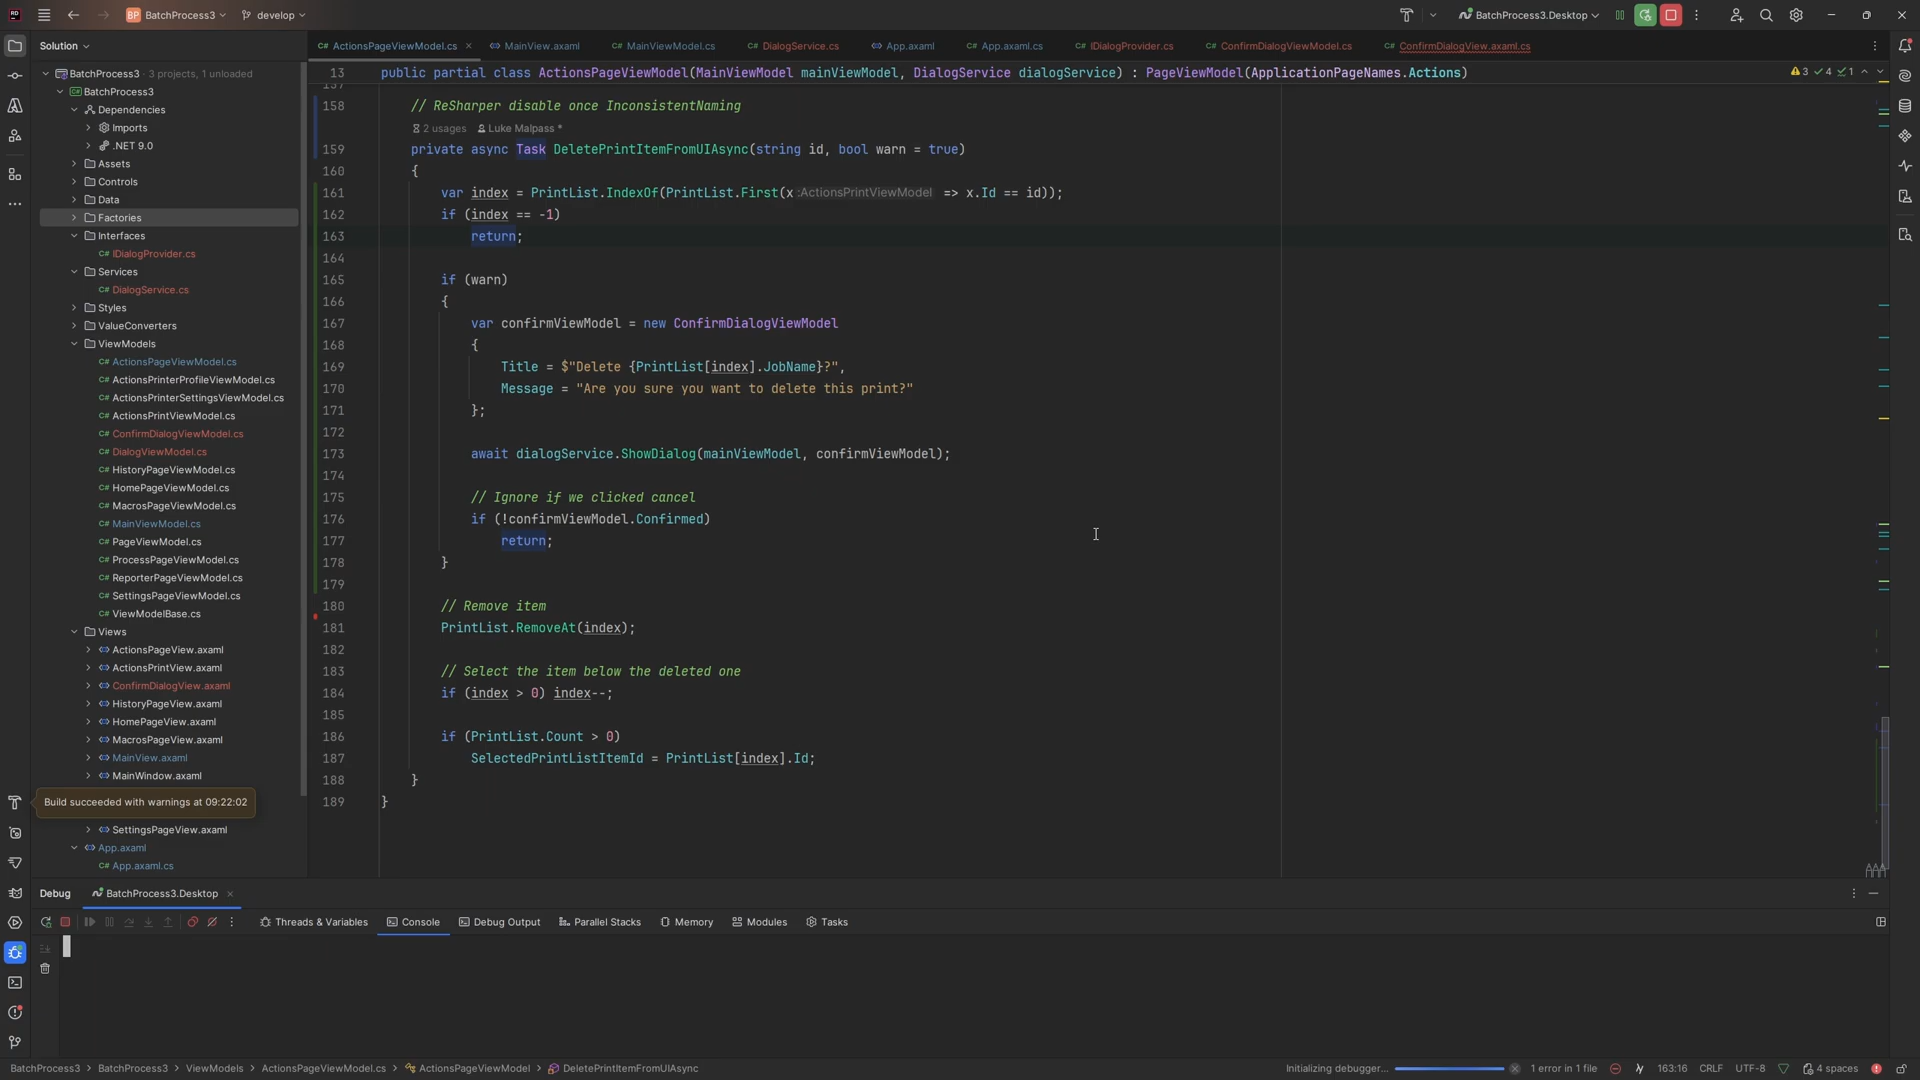 BP BatchProcess3 develop BatchProcess3.Desktop
Solution
ActionsPageViewModel.cs MainView.axaml MainViewModel.cs DialogService.cs App.axaml App.axaml.cs IDialogProvider.cs ConfirmDialogViewModel.cs ConfirmDialogView.axaml.cs
BatchProcess3 · 3 projects, 1 unloaded
BatchProcess3
Dependencies
Imports
.NET 9.0
Assets
Controls
Data
Factories
Interfaces
IDialogProvider.cs
Services
DialogService.cs
Styles
ValueConverters
ViewModels
ActionsPageViewModel.cs
ActionsPrinterProfileViewModel.cs
ActionsPrinterSettingsViewModel.cs
ActionsPrintViewModel.cs
ConfirmDialogViewModel.cs
DialogViewModel.cs
HistoryPageViewModel.cs
HomePageViewModel.cs
MacrosPageViewModel.cs
MainViewModel.cs
PageViewModel.cs
ProcessPageViewModel.cs
ReporterPageViewModel.cs
SettingsPageViewModel.cs
ViewModelBase.cs
Views
ActionsPageView.axaml
ActionsPrintView.axaml
ConfirmDialogView.axaml
HistoryPageView.axaml
HomePageView.axaml
MacrosPageView.axaml
MainView.axaml
MainWindow.axaml
Build succeeded with warnings at 09:22:02
SettingsPageView.axaml
App.axaml
App.axaml.cs
13 public partial class ActionsPageViewModel(MainViewModel mainViewModel, DialogService dialogService) : PageViewModel(ApplicationPageNames.Actions) 3 4 1
158 // ReSharper disable once InconsistentNaming
2 usages Luke Malpass *
159 private async Task DeletePrintItemFromUIAsync(string id, bool warn = true)
160 {
161 var index = PrintList.IndexOf(PrintList.First(x :ActionsPrintViewModel => x.Id == id));
162 if (index == -1)
163 return;
164
165 if (warn)
166 {
167 var confirmViewModel = new ConfirmDialogViewModel
168 {
169 Title = $"Delete {PrintList[index].JobName}?",
170 Message = "Are you sure you want to delete this print?"
171 };
172
173 await dialogService.ShowDialog(mainViewModel, confirmViewModel);
174
175 // Ignore if we clicked cancel
176 if (!confirmViewModel.Confirmed)
177 return;
178 }
179
180 // Remove item
181 PrintList.RemoveAt(index);
182
183 // Select the item below the deleted one
184 if (index > 0) index--;
185
186 if (PrintList.Count > 0)
187 SelectedPrintListItemId = PrintList[index].Id;
188 }
189 }
Debug BatchProcess3.Desktop
Threads & Variables Console Debug Output Parallel Stacks Memory Modules Tasks
BatchProcess3 BatchProcess3 ViewModels ActionsPageViewModel.cs ActionsPageViewModel DeletePrintItemFromUIAsync Initializing debugger... 1 error in 1 file 163:16 CRLF UTF-8 4 spaces